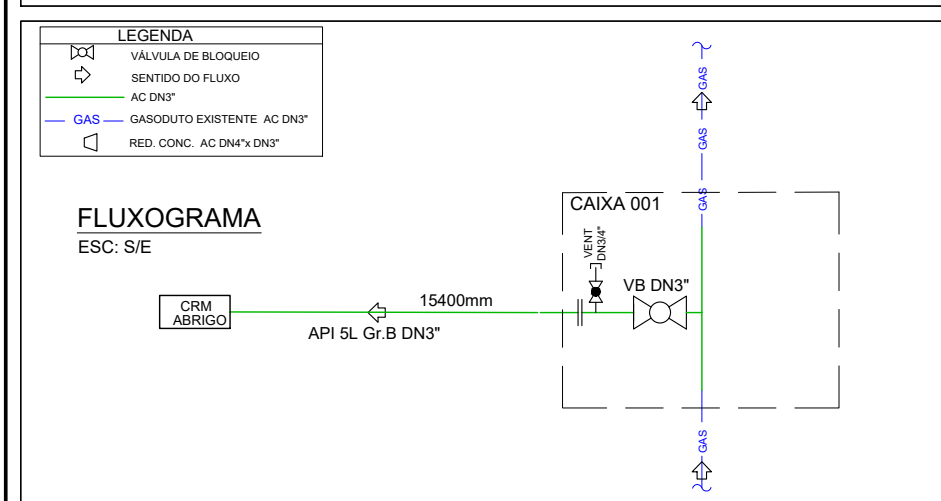 LEGENDA
VÁLVULA DE BLOQUEIO
SENTIDO DO FLUXO
AC DN3"
GAS GASODUTO EXISTENTE AC DN3"
RED. CONC. AC DN4"x DN3"
FLUXOGRAMA
ESC: S/E
CRM
ABRIGO
15400mm
API 5L Gr.B DN3"
CAIXA 001
VENT
DN3/4"
VB DN3"
GAS
GAS
GAS
GAS